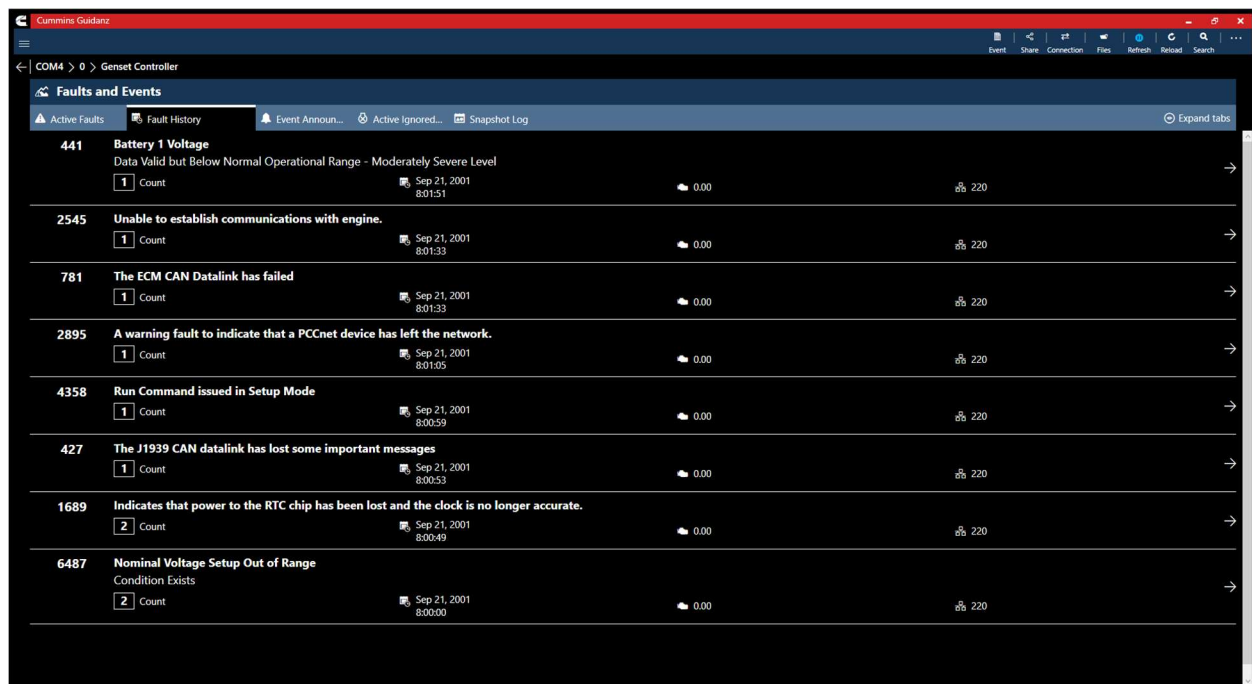 Cummins Guidanz
Event Share Connection Files Refresh Reload Search
COM4 > 0 > Genset Controller
Faults and Events
Active Faults Fault History Event Announ... Active Ignored... Snapshot Log Expand tabs
441 Battery 1 Voltage
Data Valid but Below Normal Operational Range - Moderately Severe Level
1 Count Sep 21, 2001 0.00 220
8:01:51
2545 Unable to establish communications with engine.
1 Count Sep 21, 2001 0.00 220
8:01:33
781 The ECM CAN Datalink has failed
1 Count Sep 21, 2001 0.00 220
8:01:33
2895 A warning fault to indicate that a PCCnet device has left the network.
1 Count Sep 21, 2001 0.00 220
8:01:05
4358 Run Command issued in Setup Mode
1 Count Sep 21, 2001 0.00 220
8:00:59
427 The J1939 CAN datalink has lost some important messages
1 Count Sep 21, 2001 0.00 220
8:00:53
1689 Indicates that power to the RTC chip has been lost and the clock is no longer accurate.
2 Count Sep 21, 2001 0.00 220
8:00:49
6487 Nominal Voltage Setup Out of Range
Condition Exists
2 Count Sep 21, 2001 0.00 220
8:00:00